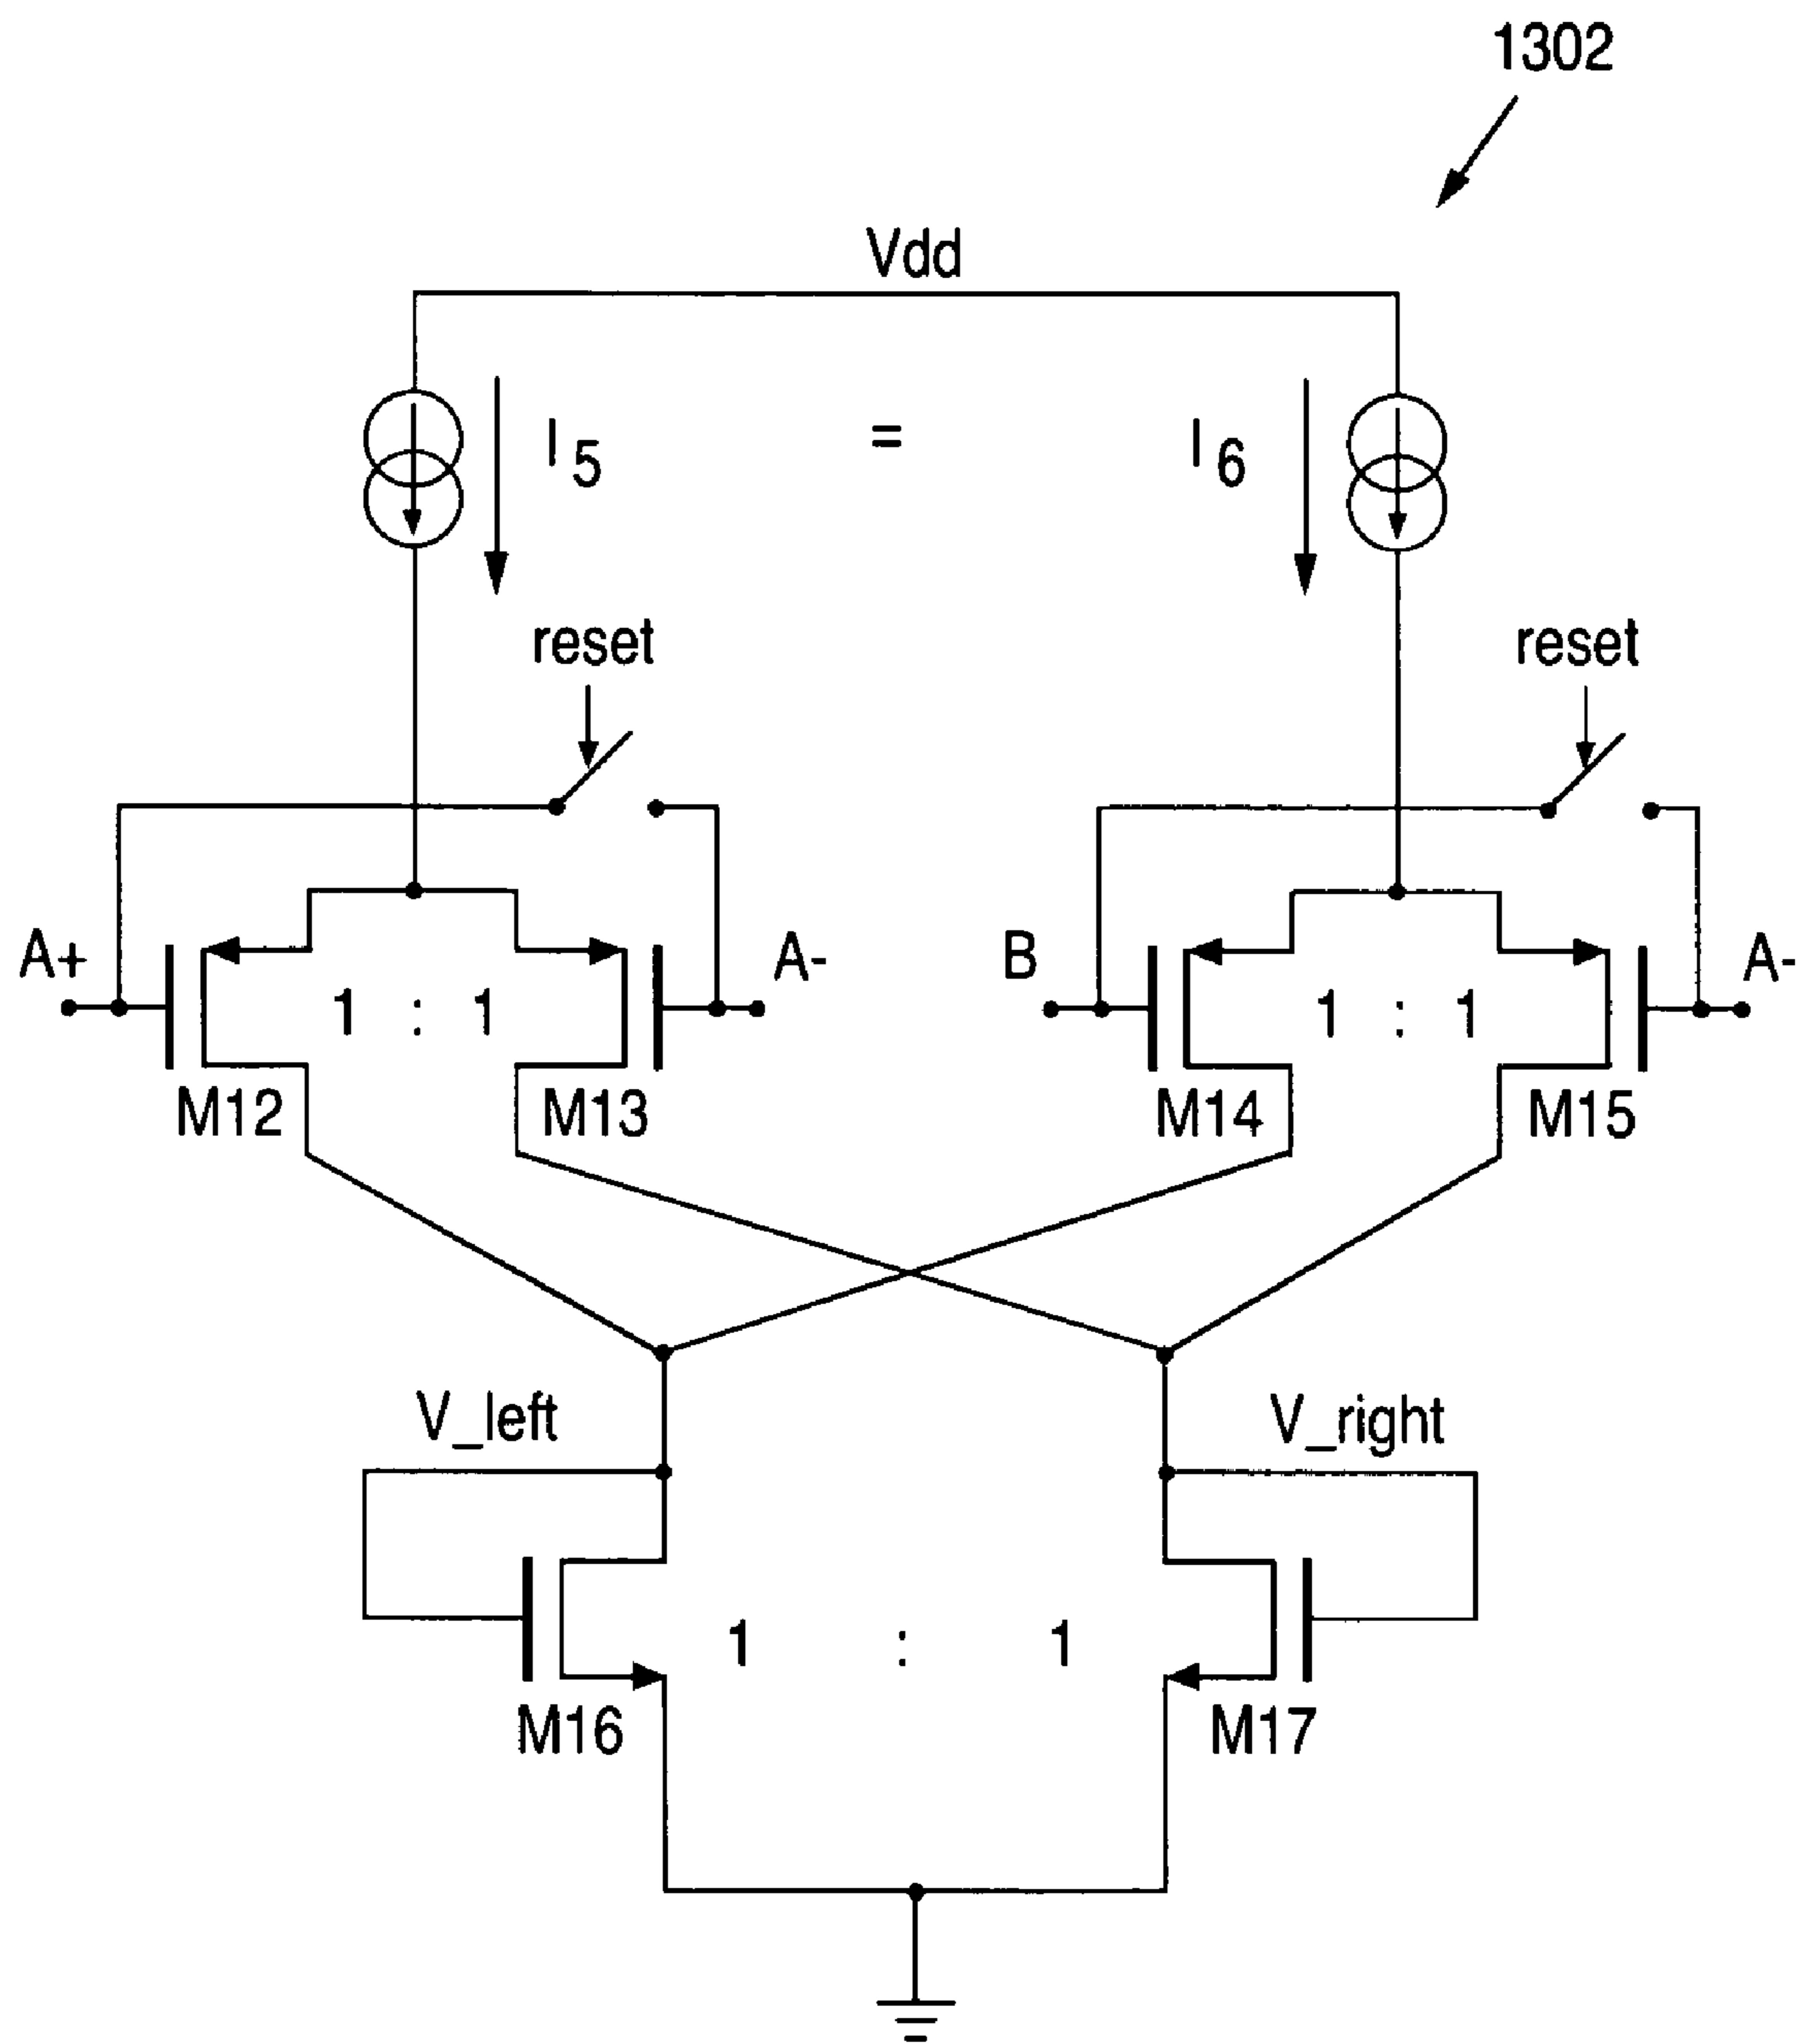 1302
Vdd
I5 = I6
reset reset
A+ A- B A-
1 : 1 1 : 1
M12 M13 M14 M15
V_left V_right
1 : 1
M16 M17